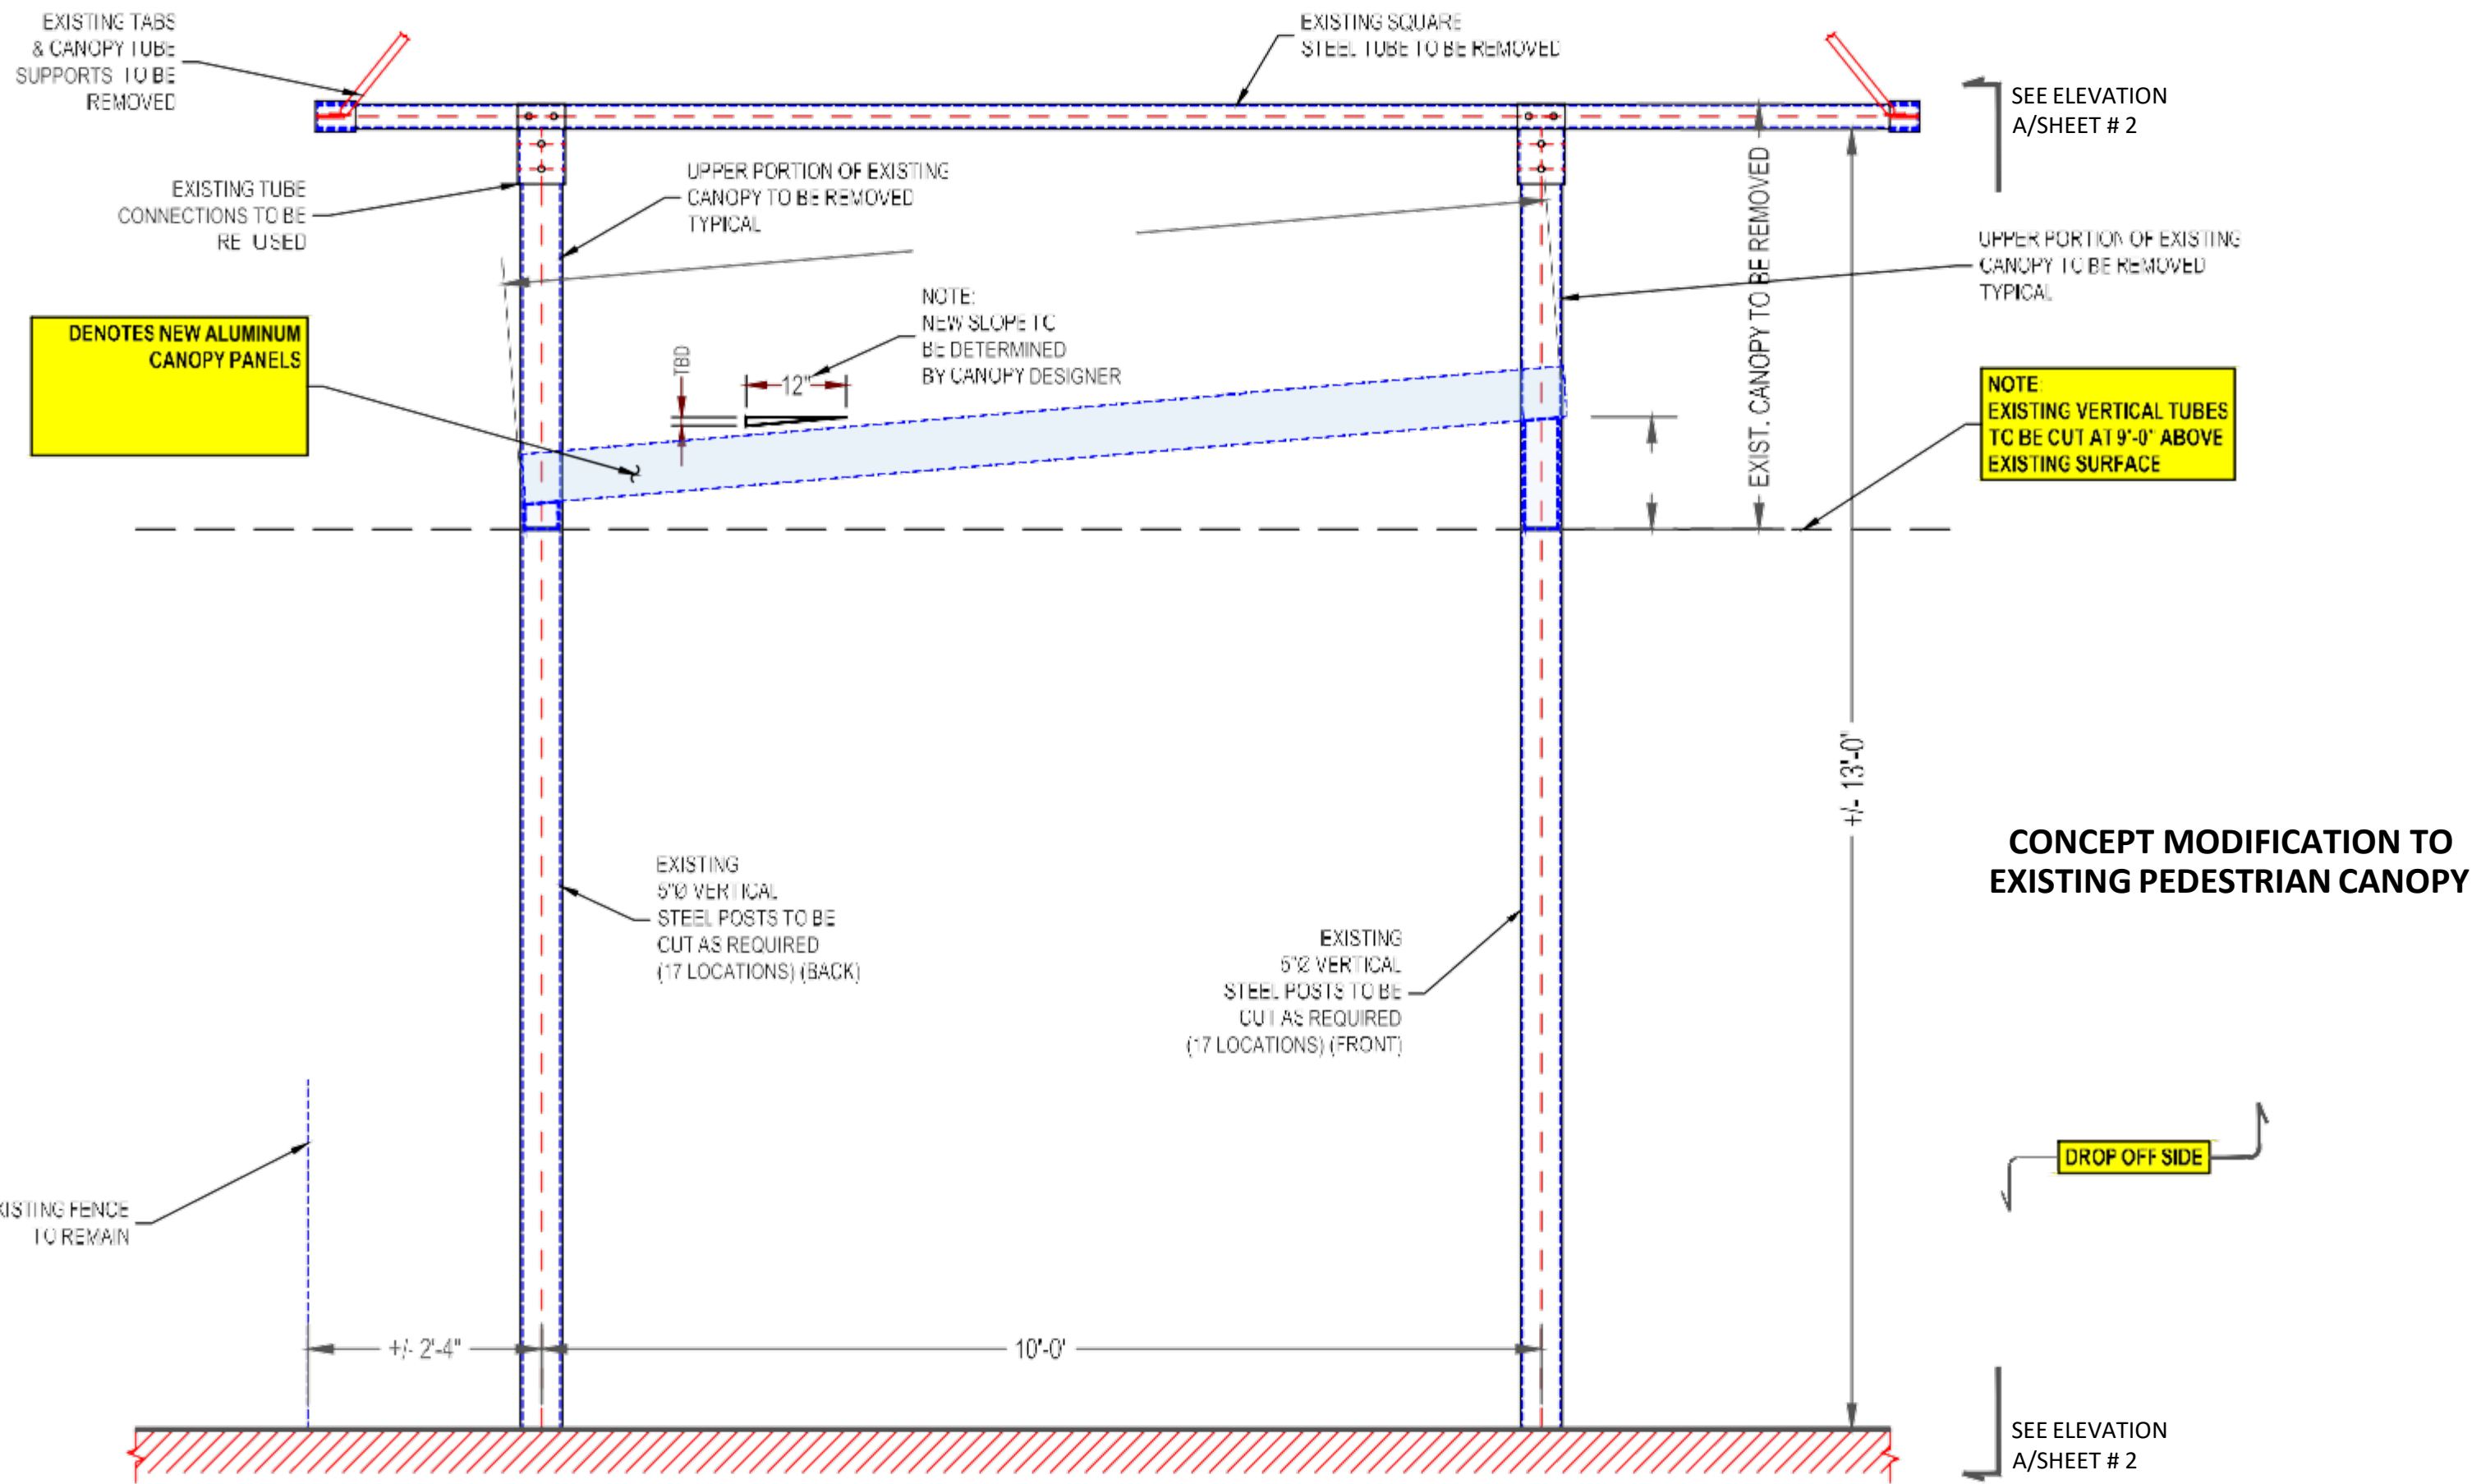 EXISTING TABS
& CANOPY TUBE
SUPPORTS TO BE
REMOVED
EXISTING SQUARE
STEEL TUBE TO BE REMOVED
SEE ELEVATION
A/SHEET # 2
EXISTING TUBE
CONNECTIONS TO BE
RE USED
UPPER PORTION OF EXISTING
CANOPY TO BE REMOVED
TYPICAL
EXIST. CANOPY TO BE REMOVED
UPPER PORTION OF EXISTING
CANOPY TO BE REMOVED
TYPICAL
DENOTES NEW ALUMINUM
CANOPY PANELS
TBD
12"
NOTE:
NEW SLOPE TO
BE DETERMINED
BY CANOPY DESIGNER
NOTE:
EXISTING VERTICAL TUBES
TO BE CUT AT 9'-0" ABOVE
EXISTING SURFACE
+/- 13'-0"
CONCEPT MODIFICATION TO
EXISTING PEDESTRIAN CANOPY
EXISTING
5"Ø VERTICAL
STEEL POSTS TO BE
CUT AS REQUIRED
(17 LOCATIONS) (BACK)
EXISTING
5"Ø VERTICAL
STEEL POSTS TO BE
CUT AS REQUIRED
(17 LOCATIONS) (FRONT)
DROP OFF SIDE
XISTING FENCE
TO REMAIN
+/- 2'-4"
10'-0'
SEE ELEVATION
A/SHEET # 2